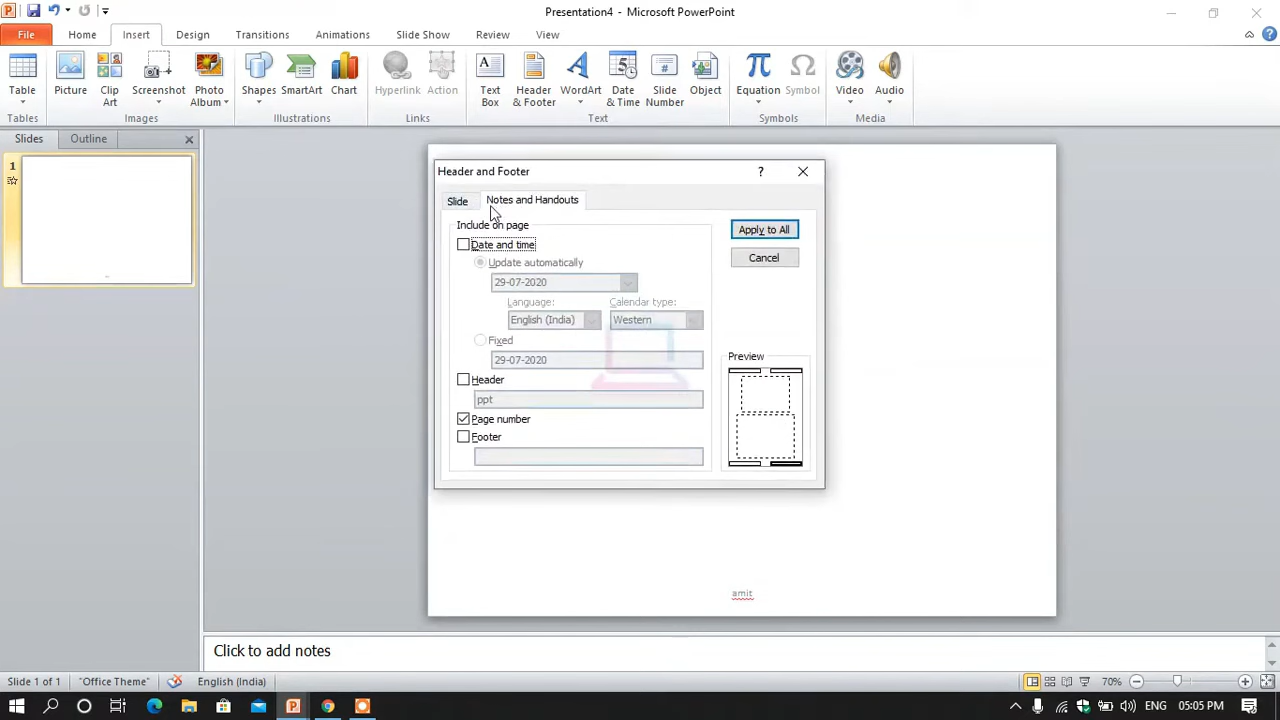 Presentation4 - Microsoft PowerPoint
File Home Insert Design Transitions Animations Slide Show Review View
Table Picture Clip Art Screenshot Photo Album Shapes SmartArt Chart Hyperlink Action Text Box Header & Footer WordArt Date & Time Slide Number Object Equation Symbol Video Audio
Tables Images Illustrations Links Text Symbols Media
Slides Outline
1
Header and Footer ?
Slide Notes and Handouts
Include on page
Apply to All
Date and time
Cancel
Update automatically
29-07-2020
Language: Calendar type:
English (India) Western
Fixed
29-07-2020
Preview
Header
ppt
Page number
Footer
amit
Click to add notes
Slide 1 of 1 "Office Theme" English (India) 70%
ENG 05:05 PM